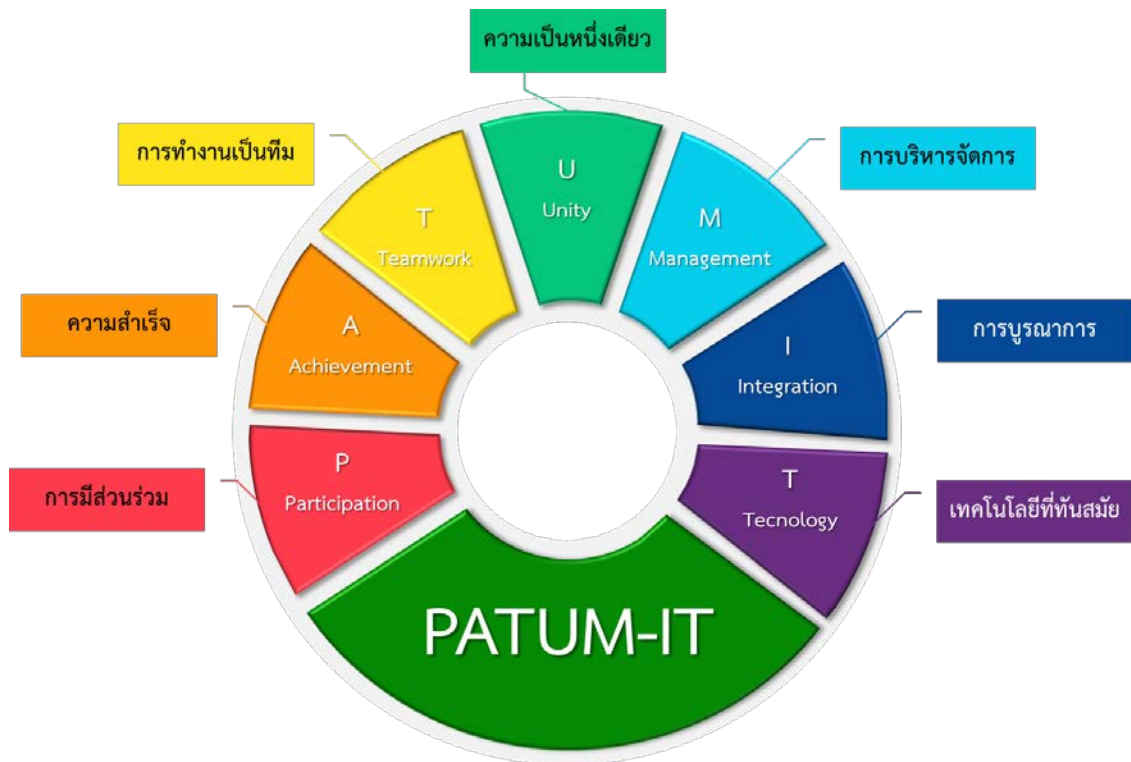 ความเป็นหนึ่งเดียว
การทำงานเป็นทีม
การบริหารจัดการ
U
Unity
T
Teamwork
M
Management
ความสำเร็จ
A
Achievement
I
Integration
การบูรณาการ
การมีส่วนร่วม
P
Participation
T
Tecnology
เทคโนโลยีที่ทันสมัย
PATUM-IT